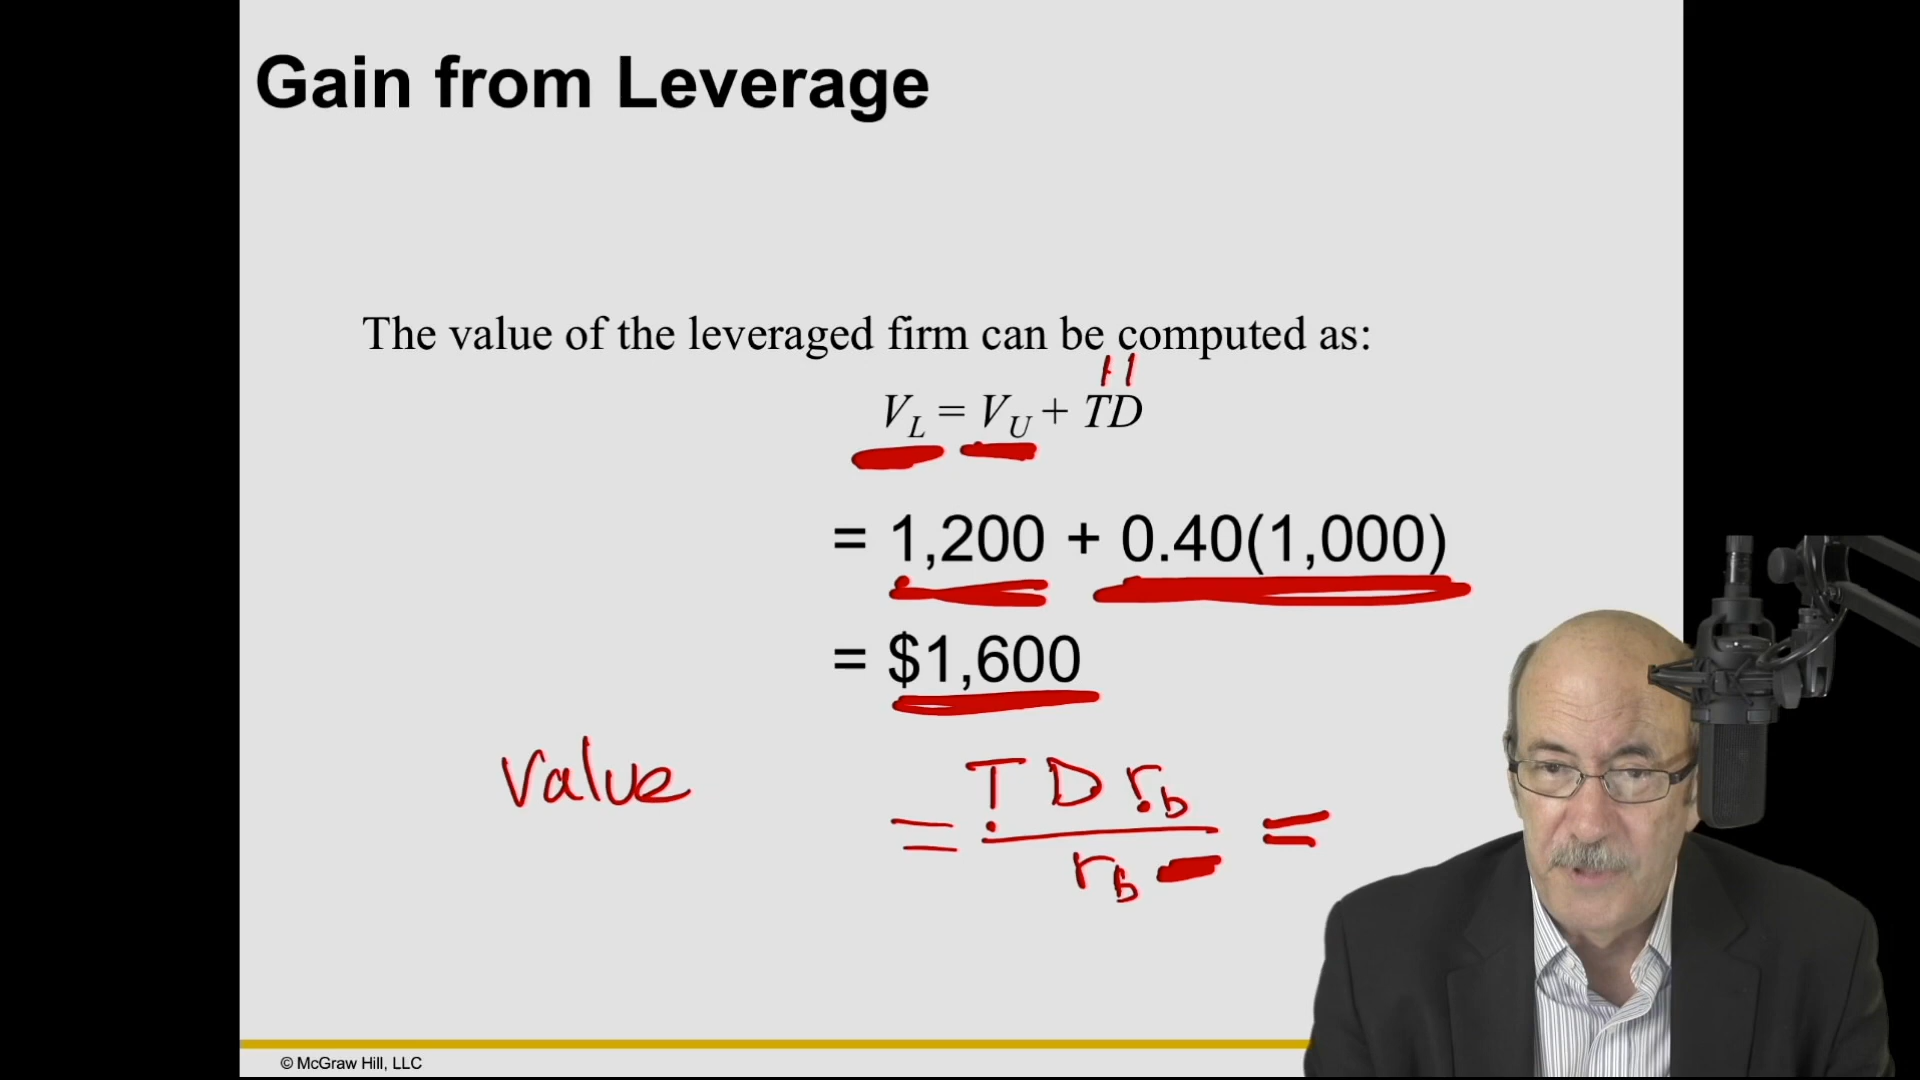 Gain from Leverage
The value of the leveraged firm can be computed as:
V_L = V_U + TD
= 1,200 + 0.40(1,000)
= $1,600
Value = T D r_b / r_b =
© McGraw Hill, LLC